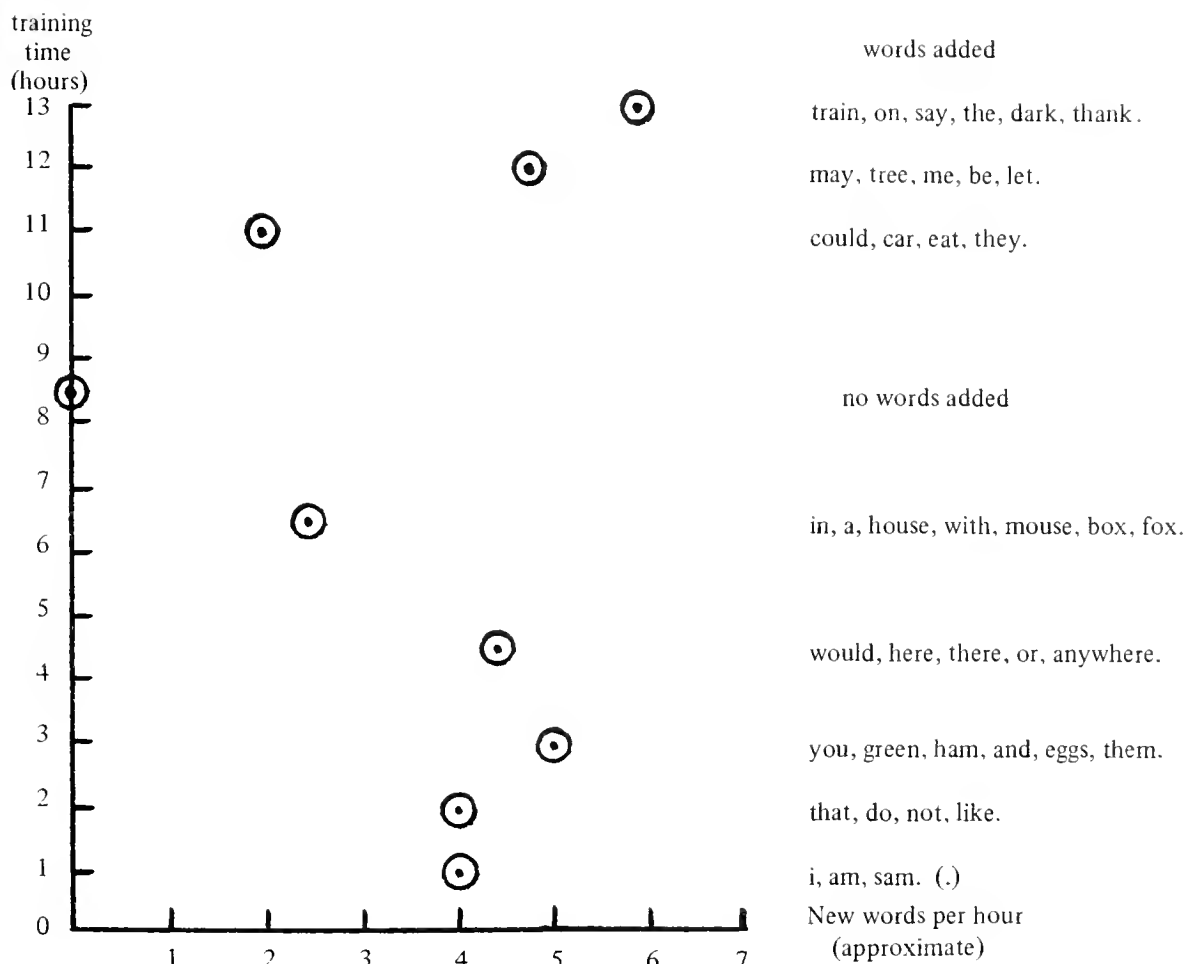 training
time
(hours)
words added
13 train, on, say, the, dark, thank.
12 may, tree, me, be, let.
11 could, car, eat, they.
10
9
no words added
8
7
in, a, house, with, mouse, box, fox.
6
5
would, here, there, or, anywhere.
4
3 you, green, ham, and, eggs, them.
2 that, do, not, like.
1 i, am, sam. (.)
0 New words per hour
(approximate)
1 2 3 4 5 6 7